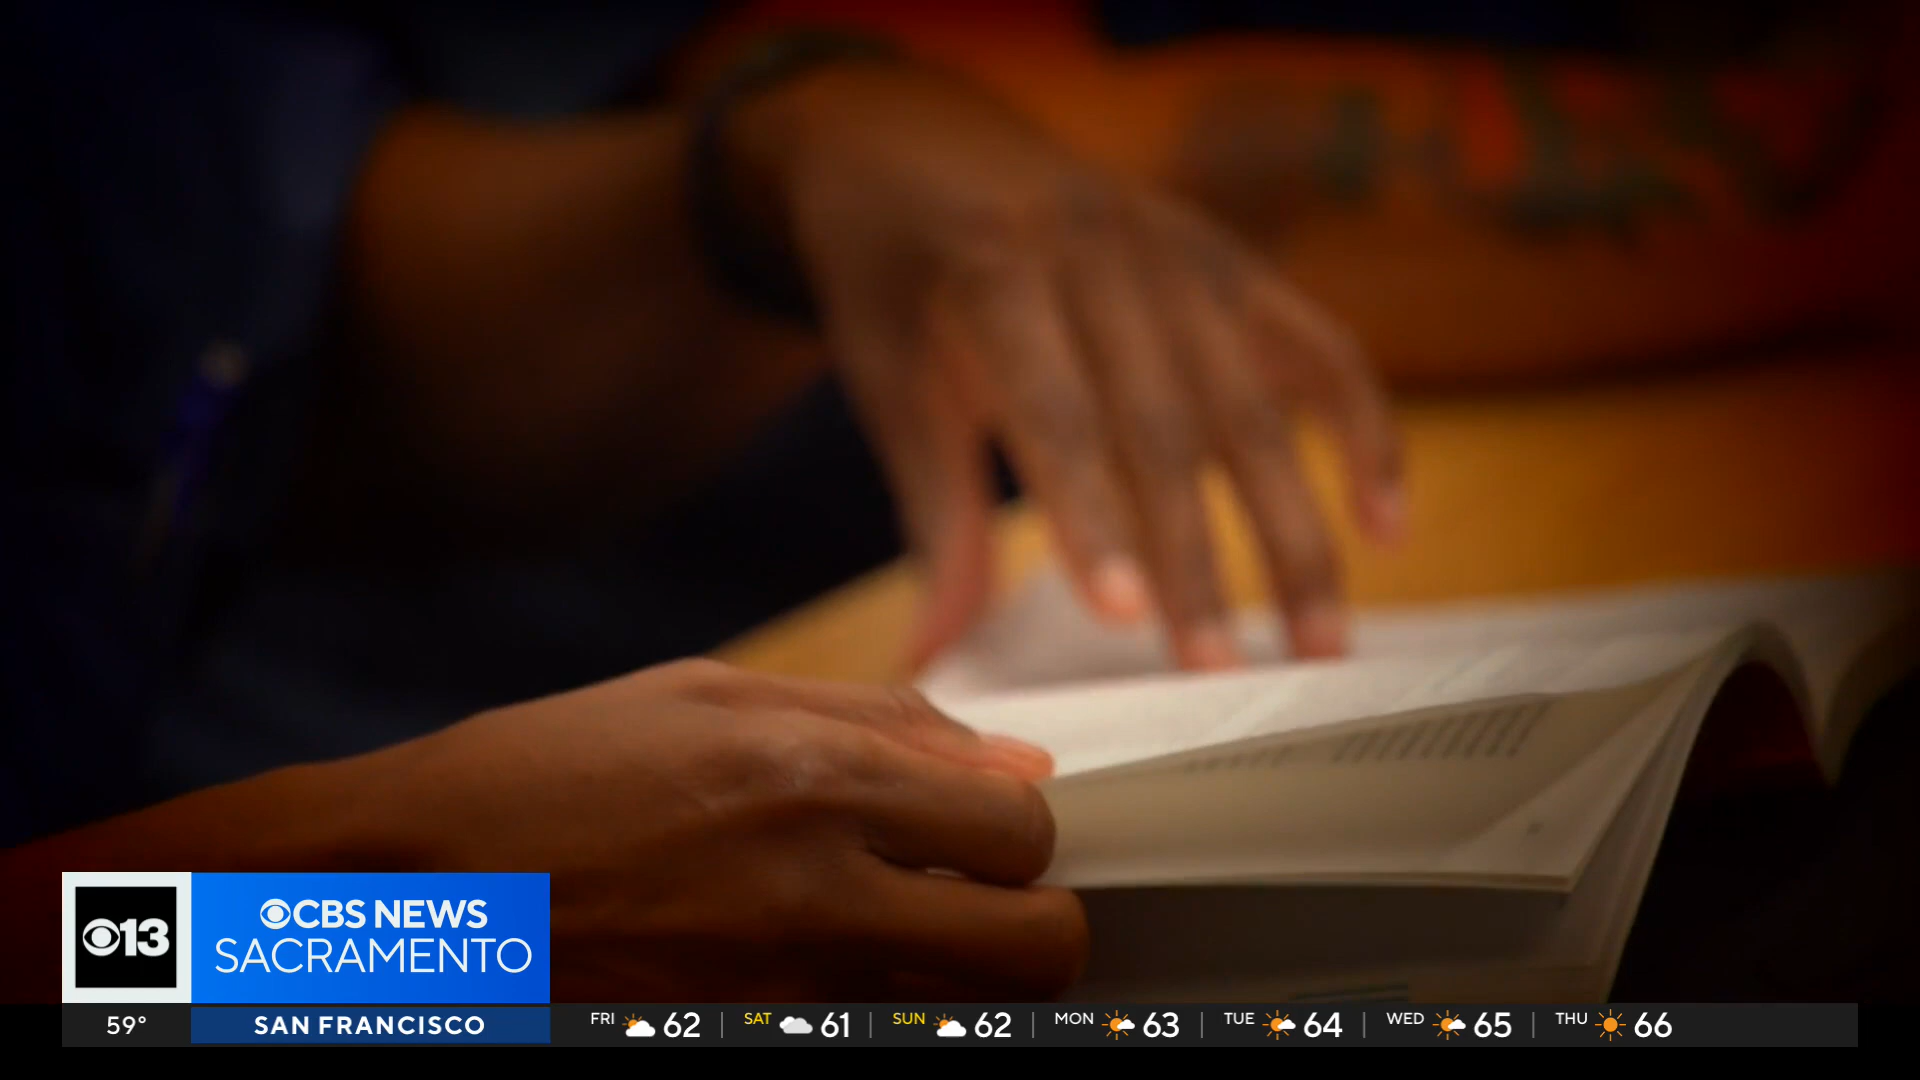 13
CBS NEWS
SACRAMENTO
59° SAN FRANCISCO FRI 62 | SAT 61 | SUN 62 | MON 63 | TUE 64 | WED 65 | THU 66